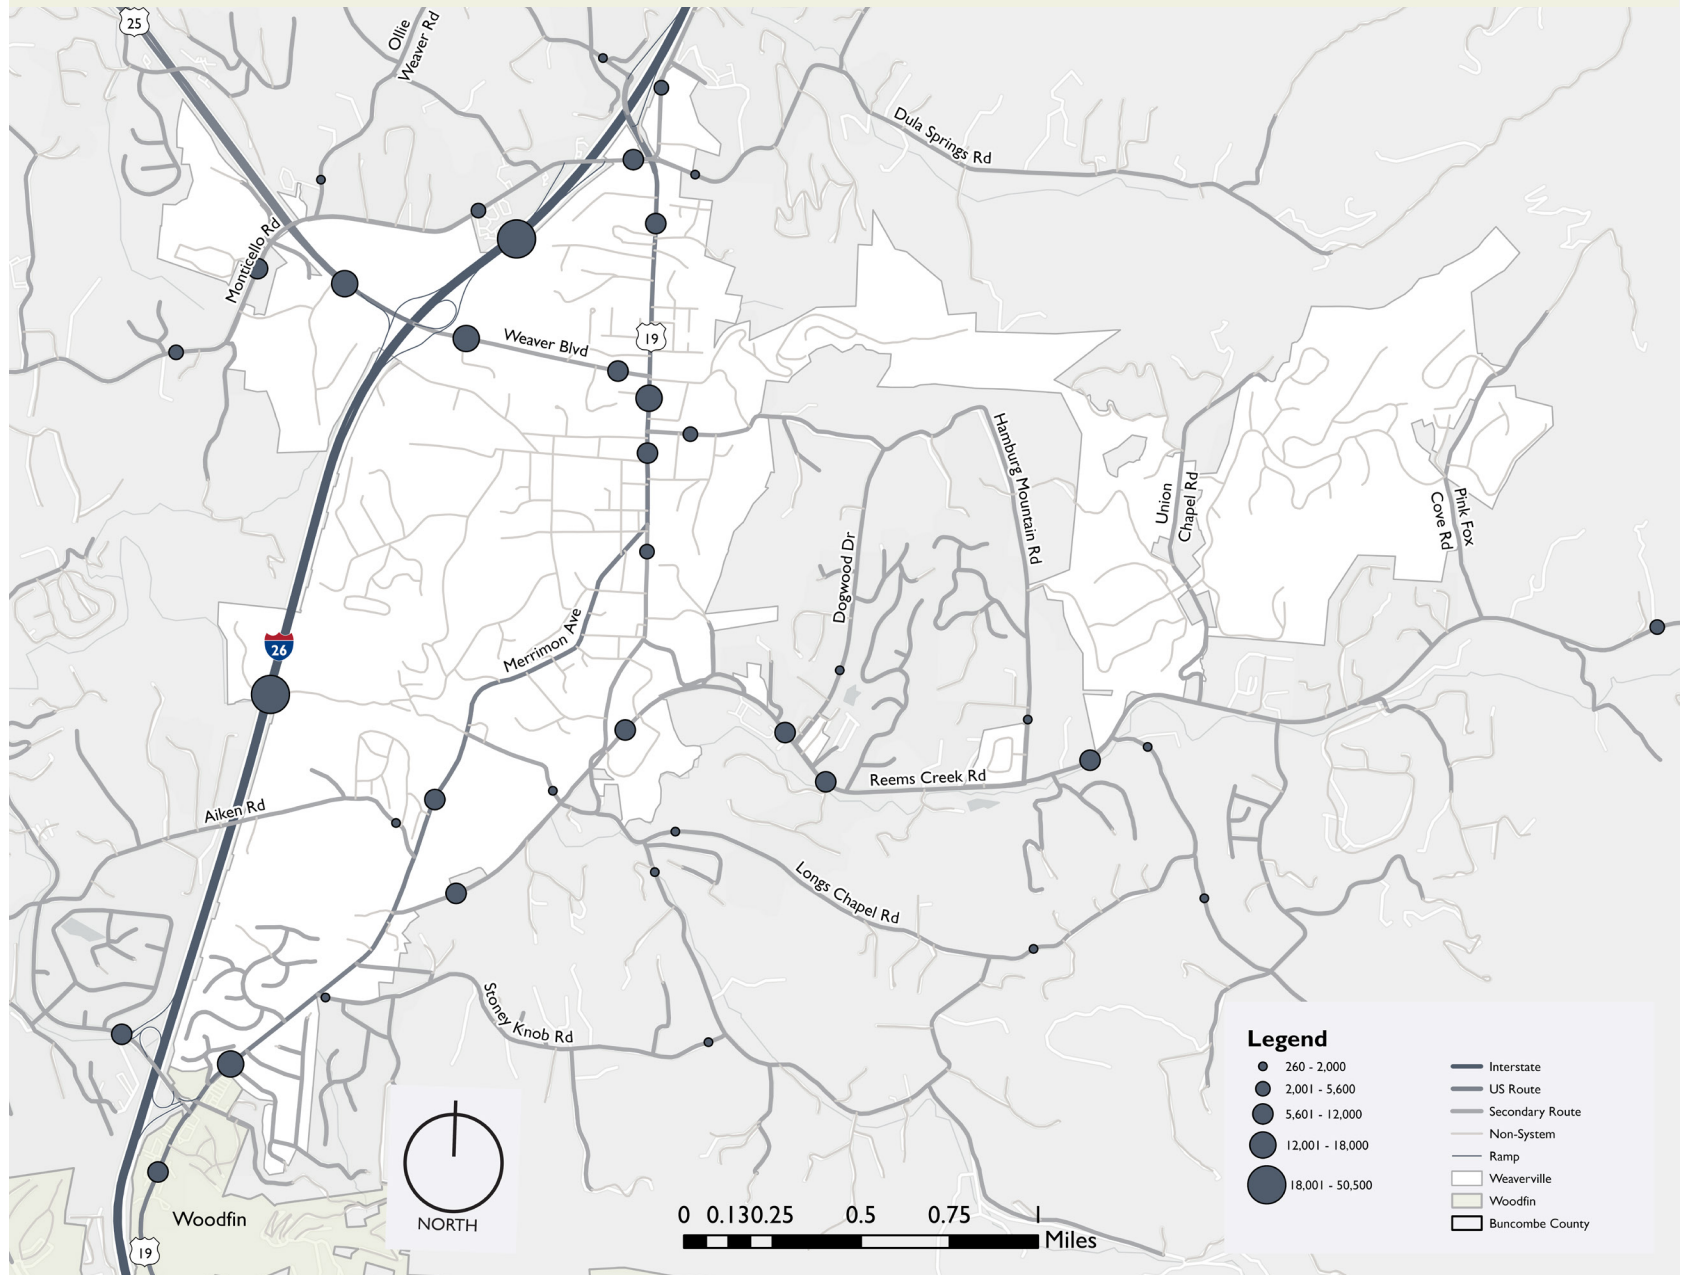 25
Ollie
Weaver Rd
Dula Springs Rd
Monticello Rd
19
Weaver Blvd
Hamburg Mountain Rd
Union
Chapel Rd
Pink Fox
Cove Rd
Dogwood Dr
Merrimon Ave
26
Reems Creek Rd
Aiken Rd
Longs Chapel Rd
Stoney Knob Rd
Woodfin
19
NORTH
0 0.130.25 0.5 0.75 1
Miles
Legend
260 - 2,000
2,001 - 5,600
5,601 - 12,000
12,001 - 18,000
18,001 - 50,500
Interstate
US Route
Secondary Route
Non-System
Ramp
Weaverville
Woodfin
Buncombe County